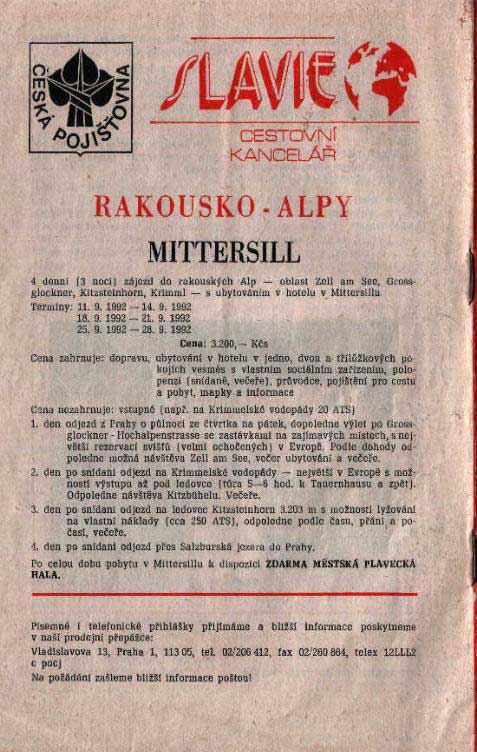 ČESKÁ POJIŠŤOVNA
SLAVIE
CESTOVNÍ
KANCELÁŘ
RAKOUSKO - ALPY
MITTERSILL
4 denní (3 noci) zájezd do rakouských Alp — oblast Zell am See, Gross-
glockner, Kitzsteinhorn, Krimml — s ubytováním v hotelu v Mittersillu
Termíny: 11. 9. 1992 — 14. 9. 1992
18. 9. 1992 — 21. 9. 1992
25. 9. 1992 — 28. 9. 1992
Cena: 3.200,— Kčs
Cena zahrnuje: dopravu, ubytování v hotelu v jedno, dvou a třílůžkových po-
kojích vesměs s vlastním sociálním zařízením, polo-
penzi (snídaně, večeře), průvodce, pojištění pro cestu
a pobyt, mapky a informace
Cena nezahrnuje: vstupné (např. na Krimmelské vodopády 20 ATS)
1. den odjezd z Prahy o půlnoci ze čtvrtka na pátek, dopoledne výlet po Gross-
glockner - Hochalpenstrasse se zastávkami na zajímavých místech, s nej-
větší rezervací svišťů (velmi ochočených) v Evropě. Podle dohody od-
poledne možná návštěva Zell am See, večer ubytování a večeře.
2. den po snídani odjezd na Krimmelské vodopády — největší v Evropě s mož-
ností výstupu až pod ledovce (túra 5—6 hod. k Tauernhausu a zpět).
Odpoledne návštěva Kitzbühelu. Večeře.
3. den po snídani odjezd na ledovec Kitzsteinhorn 3.203 m s možností lyžování
na vlastní náklady (cca 250 ATS), odpoledne podle času, přání a po-
časí, večeře.
4. den po snídani odjezd přes Salzburská jezera do Prahy.
Po celou dobu pobytu v Mittersillu k dispozici ZDARMA MĚSTSKÁ PLAVECKÁ
HALA.
Písemné i telefonické přihlášky přijímáme a bližší informace poskytneme
v naší prodejní přepážce:
Vladislavova 13, Praha 1, 113 05, tel. 02/206 412, fax 02/260 864, telex 12LLL2
c pocj
Na požádání zašleme bližší informace poštou!